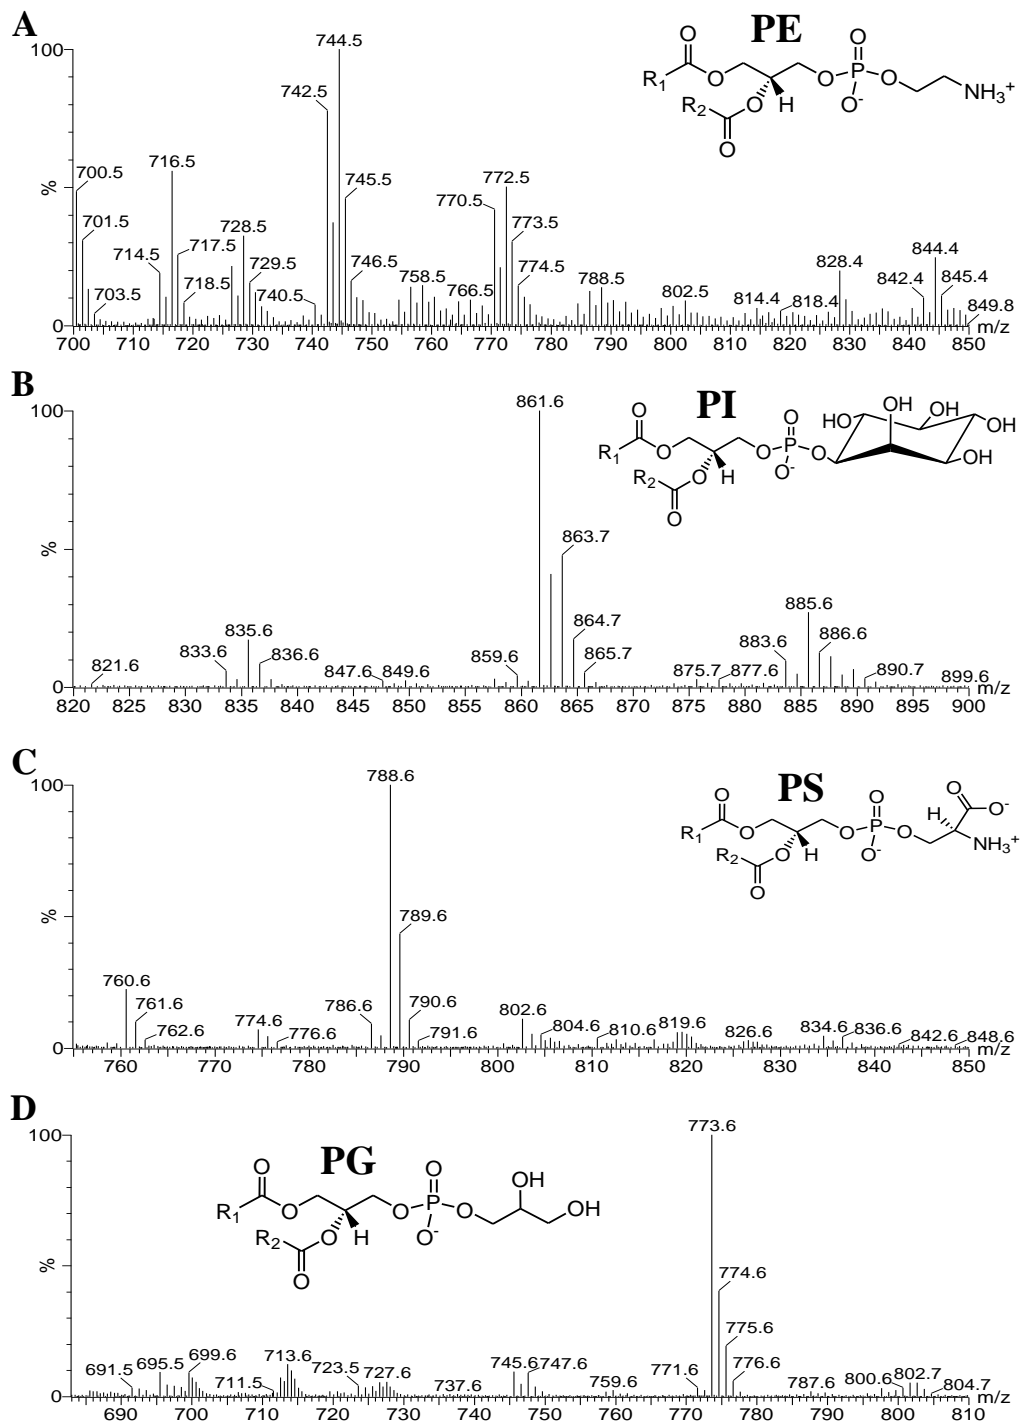 A
PE
100
%
0
700.5
701.5
703.5
714.5
716.5
717.5
718.5
728.5
729.5
740.5
742.5
744.5
745.5
746.5
758.5
766.5
770.5
772.5
773.5
774.5
788.5
802.5
814.4
818.4
828.4
842.4
844.4
845.4
849.8
O
R1
O
R2
O
O
H
O
P
O
O-
O
NH3+
700 710 720 730 740 750 760 770 780 790 800 810 820 830 840 850
m/z
B
PI
100
%
0
821.6
833.6
835.6
836.6
847.6
849.6
859.6
861.6
863.7
864.7
865.7
875.7
877.6
883.6
885.6
886.6
890.7
899.6
O
R1
O
R2
O
O
H
O
P
O
O-
O
HO
OH
OH
OH
OH
820 825 830 835 840 845 850 855 860 865 870 875 880 885 890 895 900
m/z
C
PS
100
%
0
760.6
761.6
762.6
774.6
776.6
786.6
788.6
789.6
790.6
791.6
802.6
804.6
810.6
819.6
826.6
834.6
836.6
842.6
848.6
O
R1
O
R2
O
O
H
O
P
O
O-
O
H
O
O-
NH3+
760 770 780 790 800 810 820 830 840 850
m/z
D
PG
100
%
0
691.5
695.5
699.6
711.5
713.6
723.5
727.6
737.6
745.6
747.6
759.6
771.6
773.6
774.6
775.6
776.6
787.6
800.6
802.7
804.7
O
R1
O
R2
O
O
H
O
P
O
O-
O
OH
OH
690 700 710 720 730 740 750 760 770 780 790 800 810
m/z